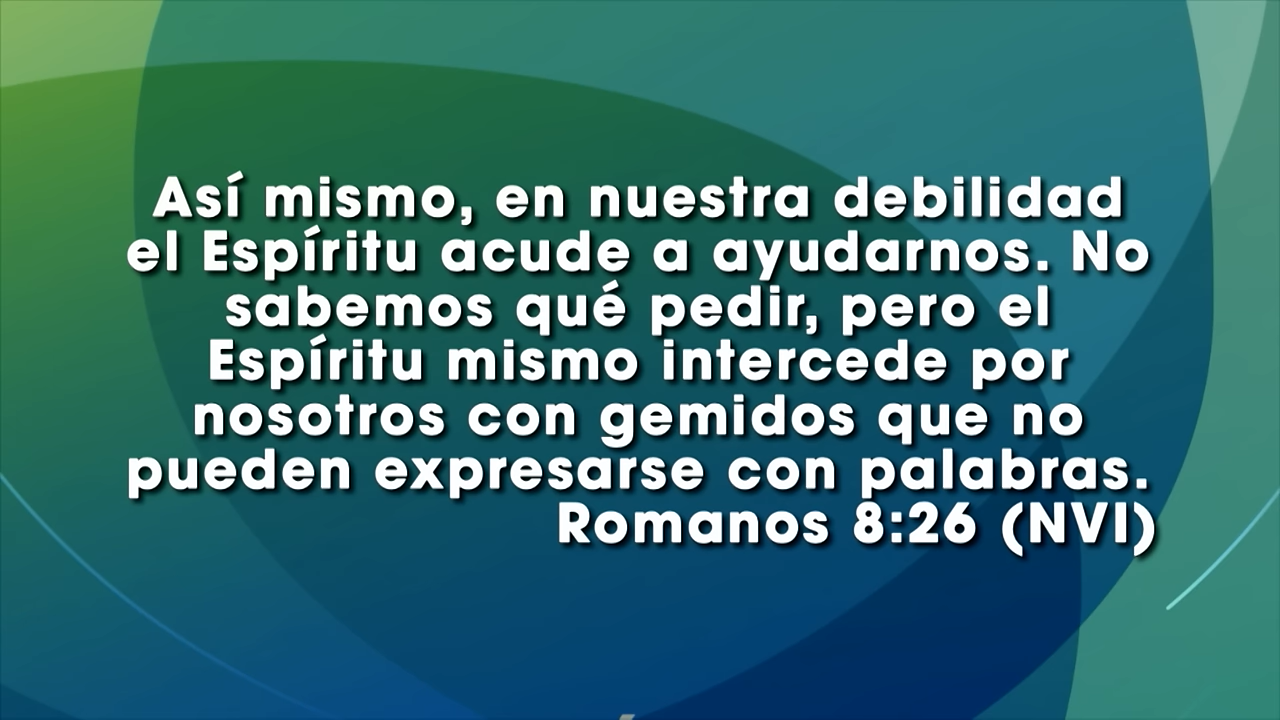 Así mismo, en nuestra debilidad
el Espíritu acude a ayudarnos. No
sabemos qué pedir, pero el
Espíritu mismo intercede por
nosotros con gemidos que no
pueden expresarse con palabras.
Romanos 8:26 (NVI)